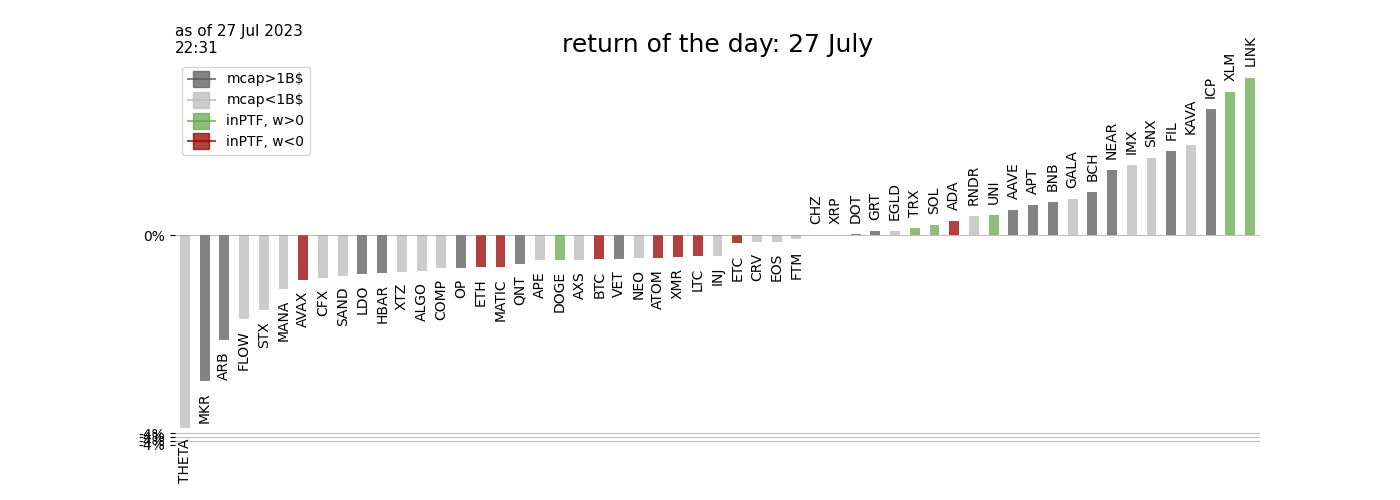 as of 27 Jul 2023
22:31
return of the day: 27 July
mcap>1B$
mcap<1B$
inPTF, w>0
inPTF, w<0
0%
-4%
-4%
THETA
MKR
ARB
FLOW
STX
MANA
AVAX
CFX
SAND
LDO
HBAR
XTZ
ALGO
COMP
OP
ETH
MATIC
QNT
APE
DOGE
AXS
BTC
VET
NEO
ATOM
XMR
LTC
INJ
ETC
CRV
EOS
FTM
CHZ
XRP
DOT
GRT
EGLD
TRX
SOL
ADA
RNDR
UNI
AAVE
APT
BNB
GALA
BCH
NEAR
IMX
SNX
FIL
KAVA
ICP
XLM
LINK